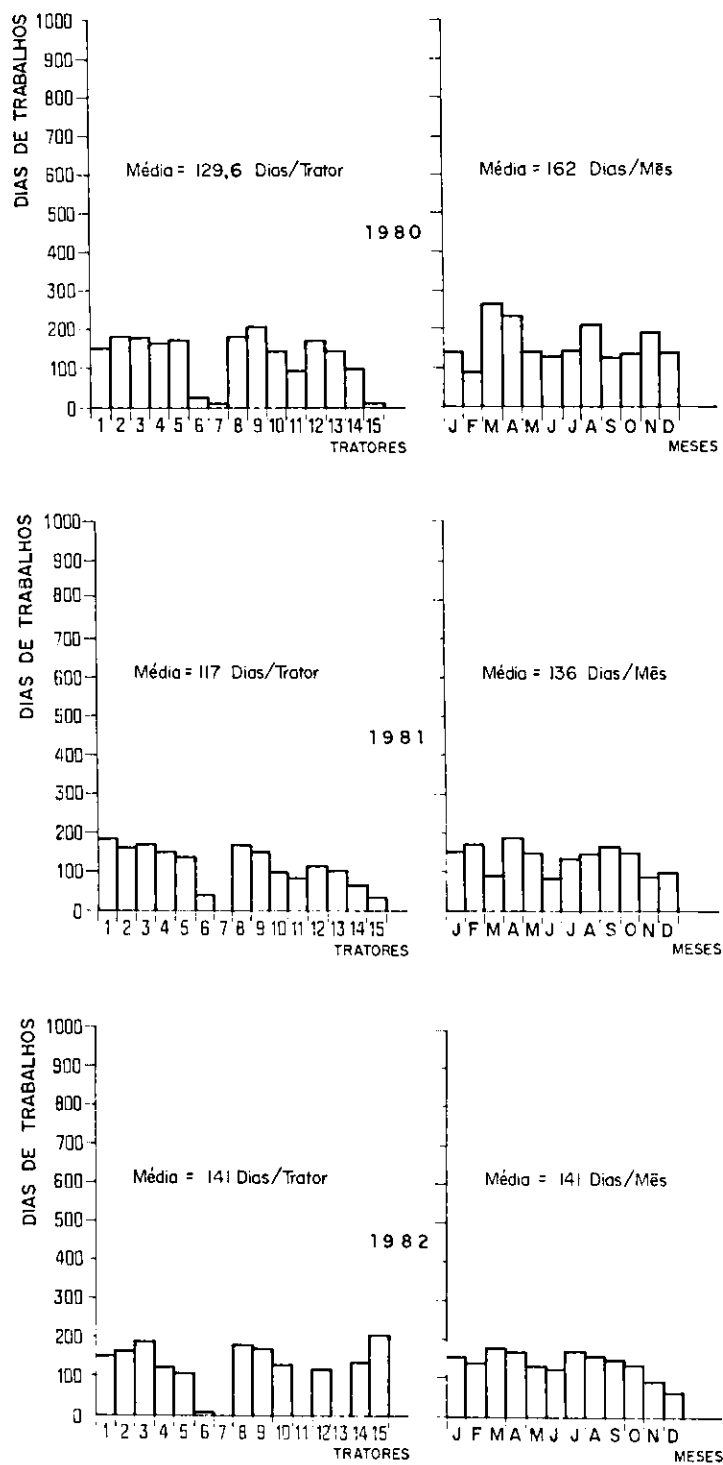 DIAS DE TRABALHOS
1000
900
800
700
600
500
400
300
200
100
0
Média = 129,6 Dias/Trator
1 2 3 4 5 6 7 8 9 10 11 12 13 14 15
TRATORES
1980
Média = 162 Dias/Mês
J F M A M J J A S O N D
MESES
DIAS DE TRABALHOS
1000
900
800
700
600
500
400
300
200
100
0
Média = 117 Dias/Trator
1 2 3 4 5 6 7 8 9 10 11 12 13 14 15
TRATORES
1981
Média = 136 Dias/Mês
J F M A M J J A S O N D
MESES
DIAS DE TRABALHOS
1000
900
800
700
600
500
400
300
200
100
0
Média = 141 Dias/Trator
1 2 3 4 5 6 7 8 9 10 11 12 13 14 15
TRATORES
1982
Média = 141 Dias/Mês
J F M A M J J A S O N D
MESES